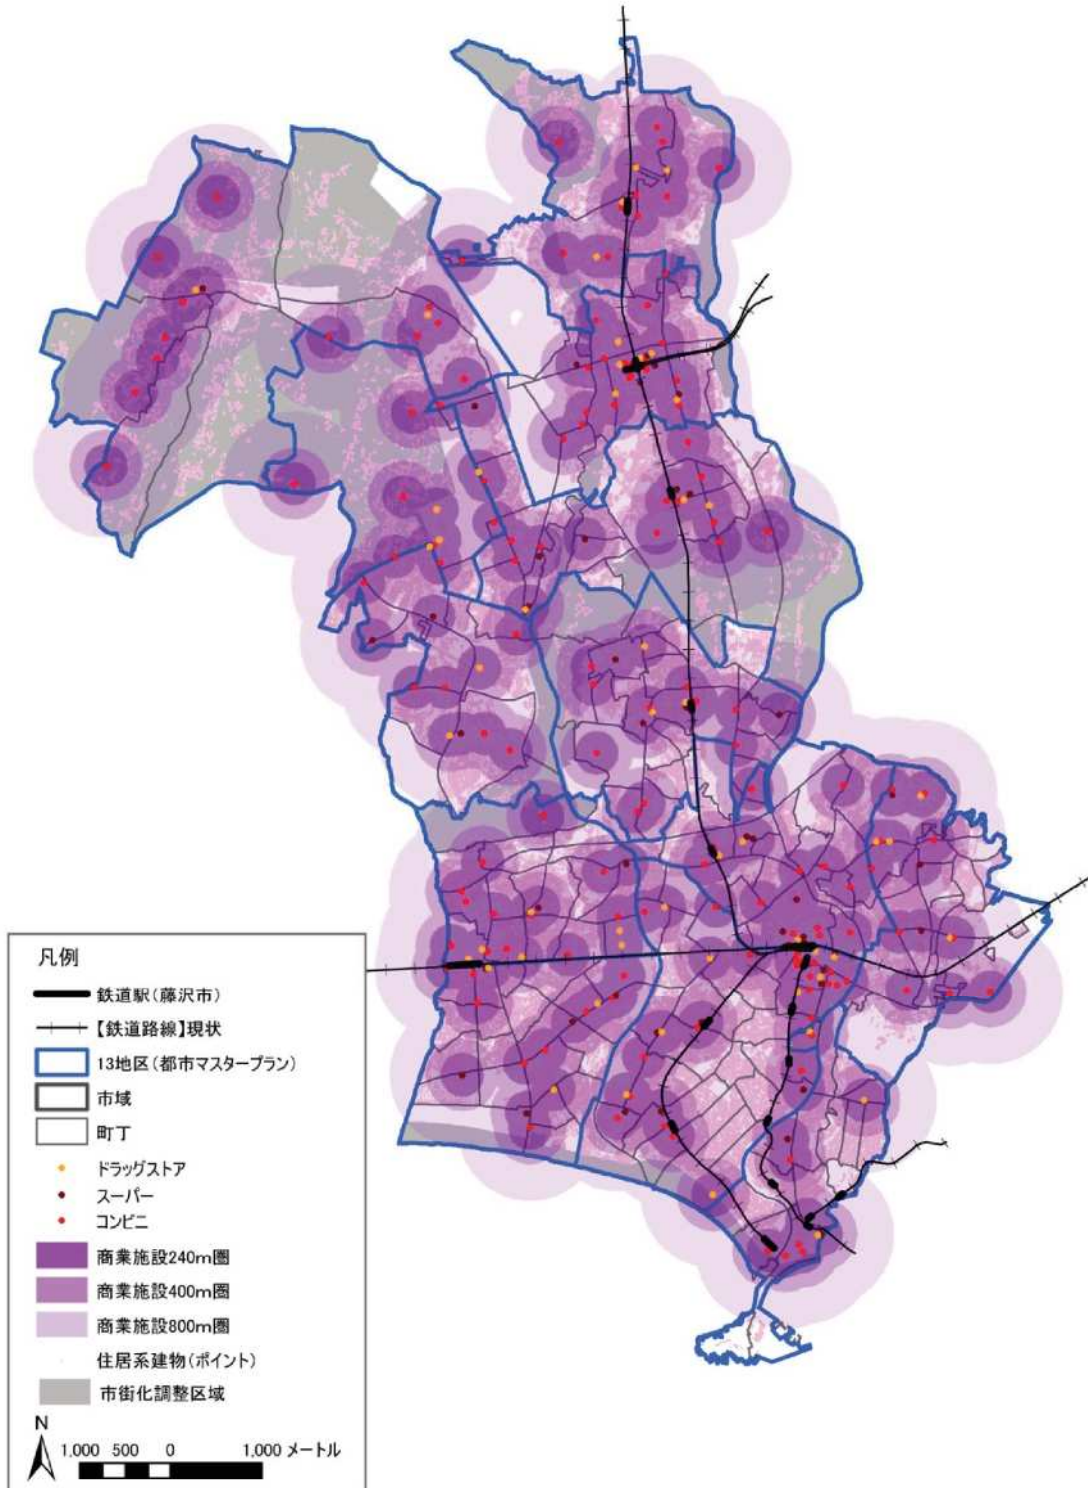 凡例
鉄道駅(藤沢市)
【鉄道路線】現状
13地区(都市マスタープラン)
市域
町丁
ドラッグストア
スーパー
コンビニ
商業施設240m圏
商業施設400m圏
商業施設800m圏
住居系建物(ポイント)
市街化調整区域
N
1,000 500 0 1,000 メートル